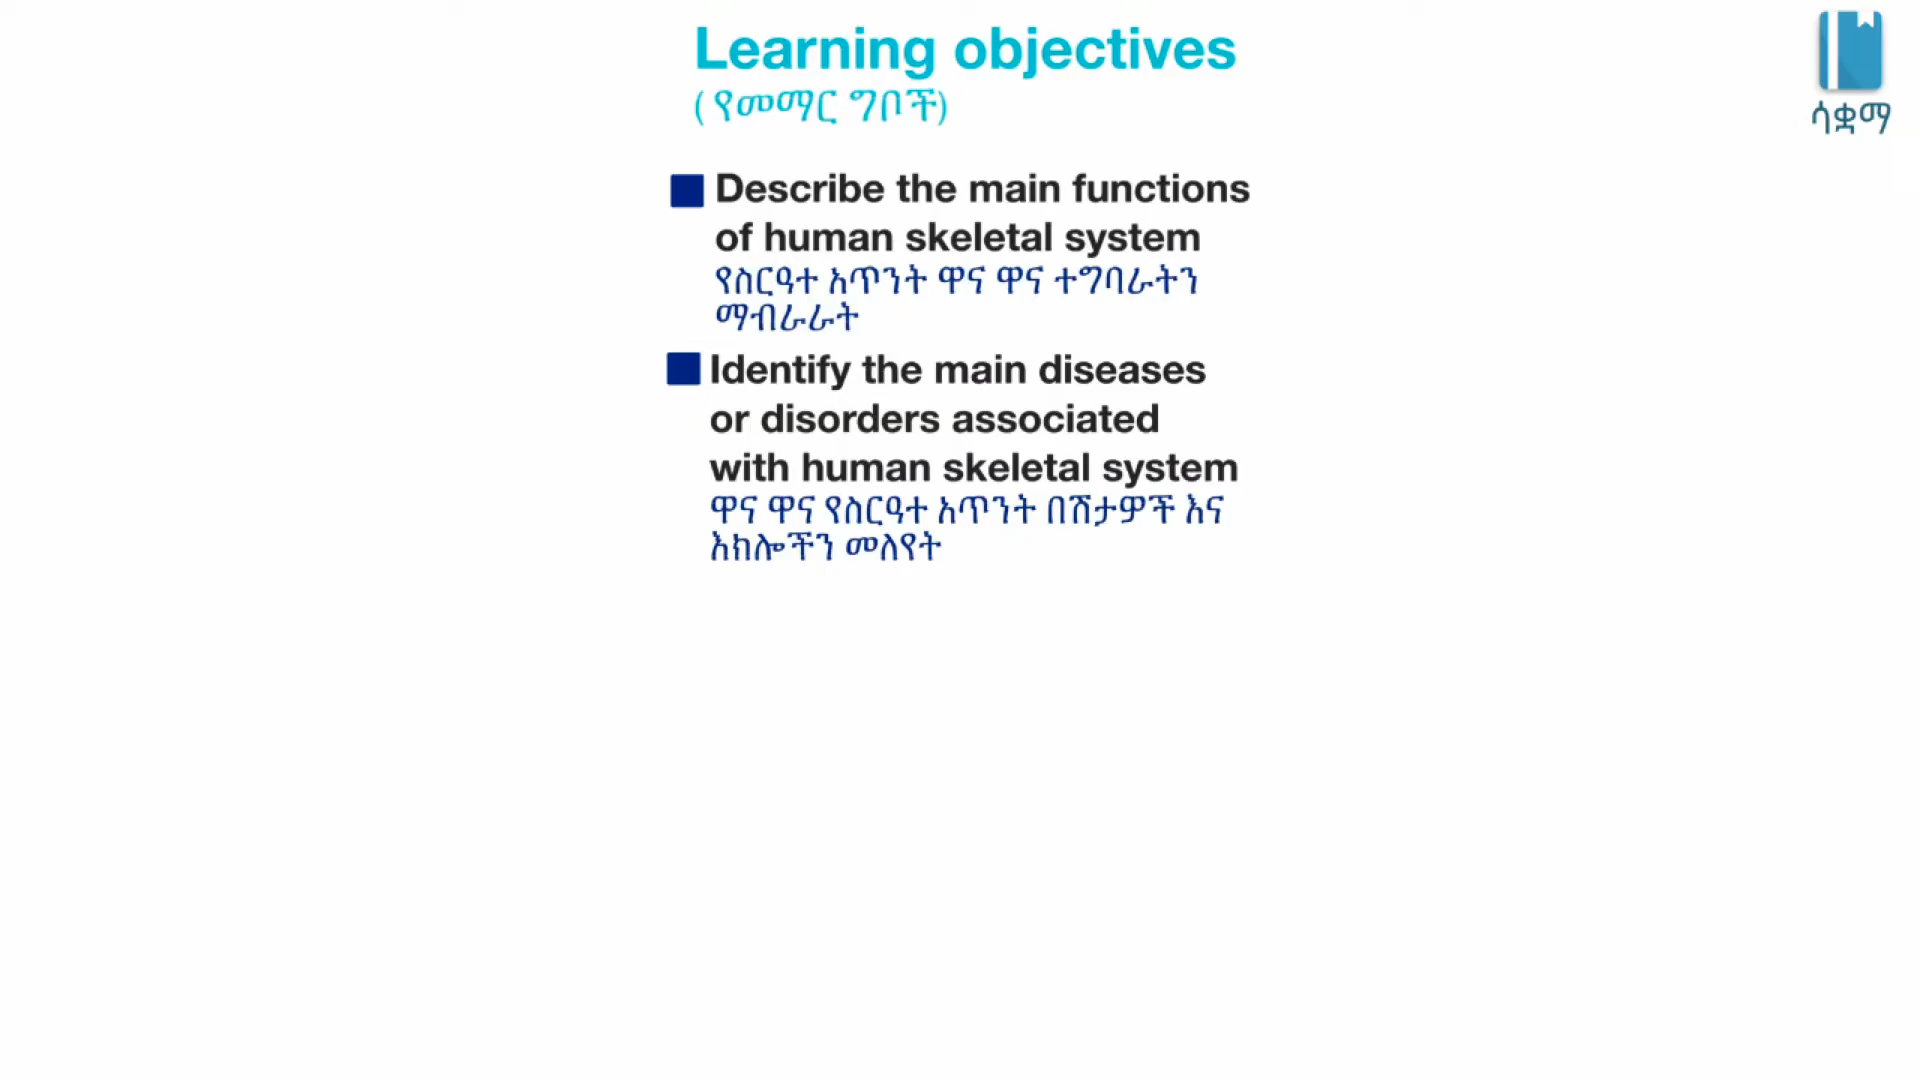 Learning objectives
( የመማር ግቦች)
ሳቋማ
Describe the main functions
of human skeletal system
የስርዓተ አጥንት ዋና ዋና ተግባራትን
ማብራራት
Identify the main diseases
or disorders associated
with human skeletal system
ዋና ዋና የስርዓተ አጥንት በሽታዎች እና
እክሎችን መለየት